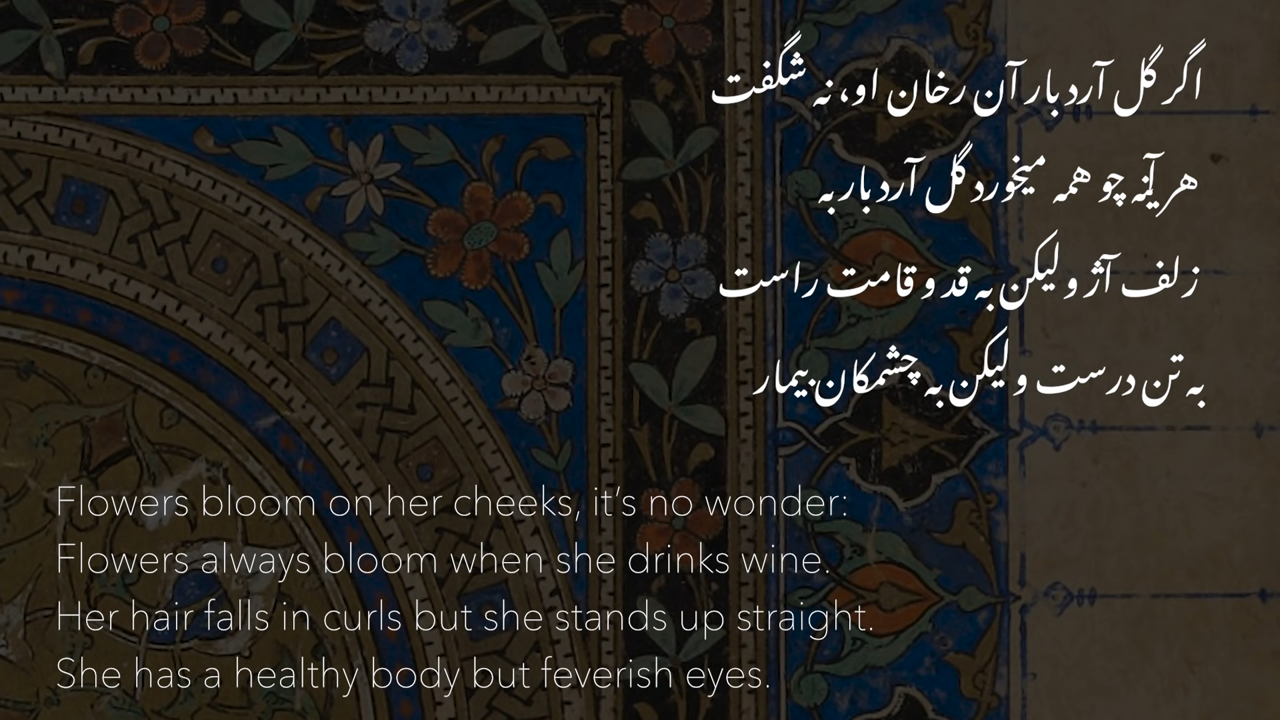 اگر گل آرد بار آن رخان او، نه شگفت
هر آینه چو همه میخورد گل آرد بار به
زلف آژ و لیکن به قد و قامت راست
به تن درست و لیکن به چشمکان بیمار
Flowers bloom on her cheeks, it’s no wonder:
Flowers always bloom when she drinks wine.
Her hair falls in curls but she stands up straight.
She has a healthy body but feverish eyes.